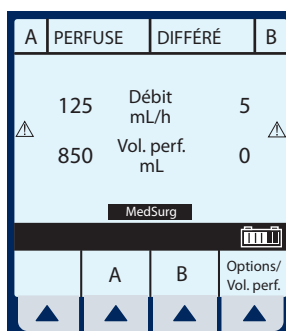 A PERFUSE DIFFÉRÉ B
125 Débit mL/h 5
850 Vol. perf. mL 0
MedSurg
A B Options/ Vol. perf.